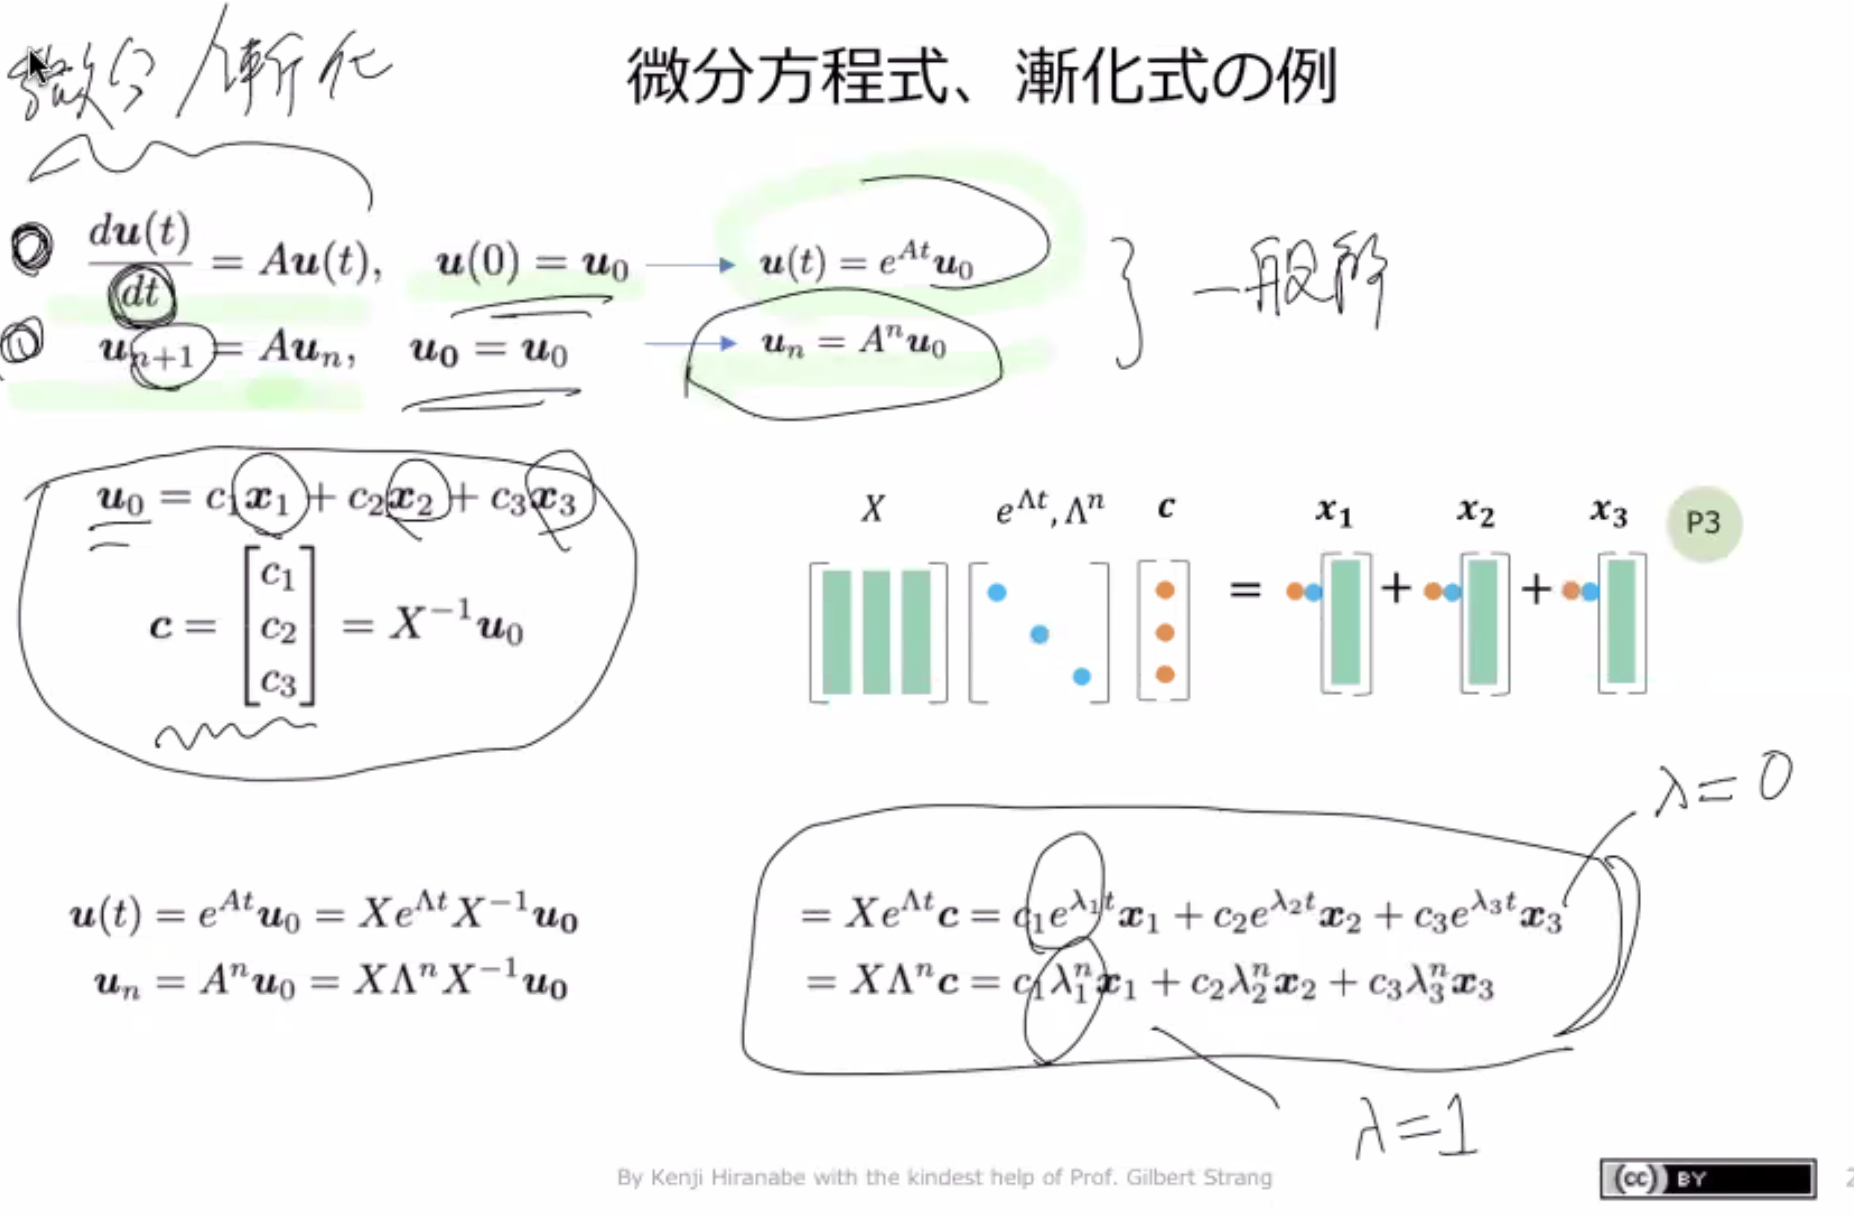 微分/漸化
微分方程式、漸化式の例
du(t)/dt = Au(t), u(0) = u₀ → u(t) = e^{At}u₀
uₙ₊₁ = Auₙ, u₀ = u₀ → uₙ = Aⁿu₀
} 一般解
u₀ = c₁x₁ + c₂x₂ + c₃x₃
c = [c₁ c₂ c₃] = X⁻¹u₀
X e^{Λt}, Λⁿ c x₁ x₂ x₃ P3
= + +
λ=0
u(t) = e^{At}u₀ = Xe^{Λt}X⁻¹u₀ = Xe^{Λt}c = c₁e^{λ₁t}x₁ + c₂e^{λ₂t}x₂ + c₃e^{λ₃t}x₃
uₙ = Aⁿu₀ = XΛⁿX⁻¹u₀ = XΛⁿc = c₁λ₁ⁿx₁ + c₂λ₂ⁿx₂ + c₃λ₃ⁿx₃
λ=1
By Kenji Hiranabe with the kindest help of Prof. Gilbert Strang
cc BY